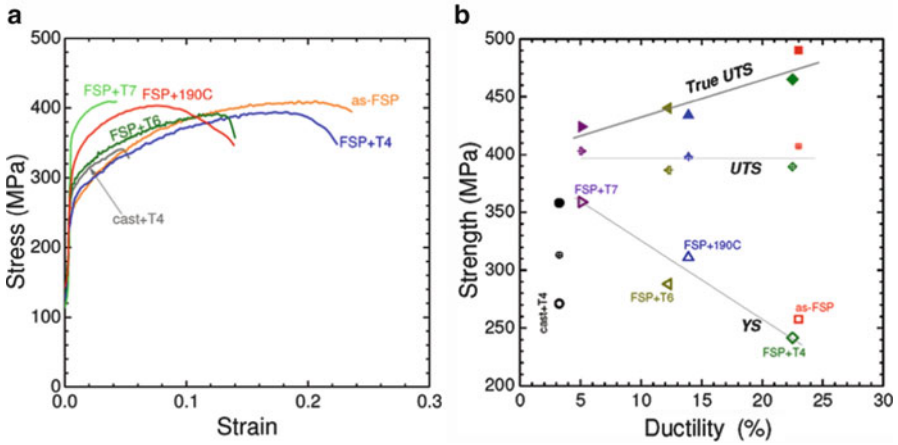 a
500
400
300
200
100
0
Stress (MPa)
FSP+T7
FSP+190C
as-FSP
FSP+T6
FSP+T4
cast+T4
0.0
0.1
0.2
0.3
Strain
b
500
450
400
350
300
250
200
Strength (MPa)
True UTS
UTS
FSP+T7
FSP+190C
FSP+T6
cast+T4
as-FSP
YS
FSP+T4
0
5
10
15
20
25
30
Ductility (%)